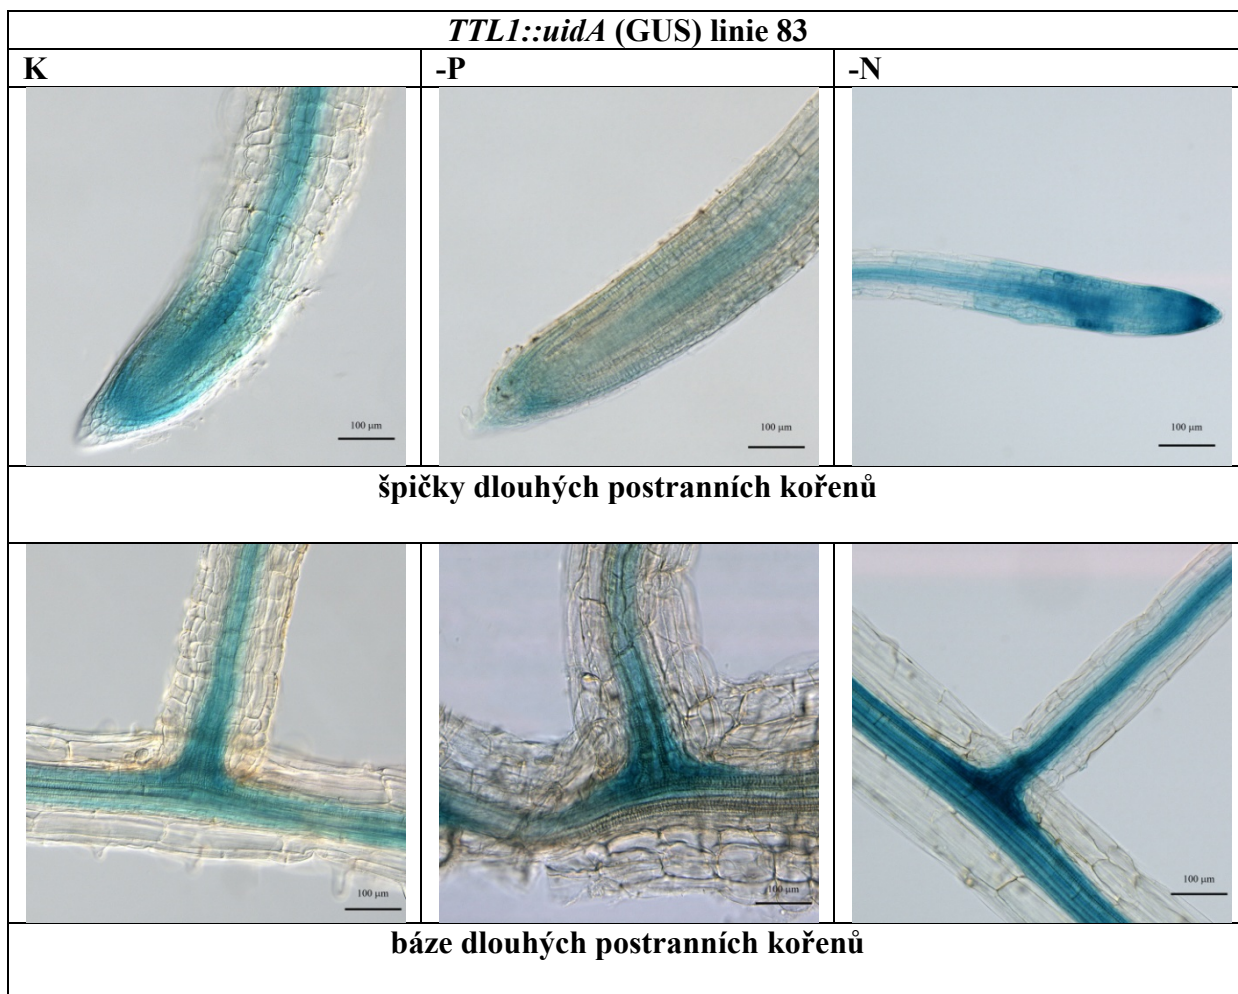 TTL1::uidA (GUS) linie 83
K
-P
-N
100 µm
100 µm
100 µm
špičky dlouhých postranních kořenů
100 µm
100 µm
100 µm
báze dlouhých postranních kořenů